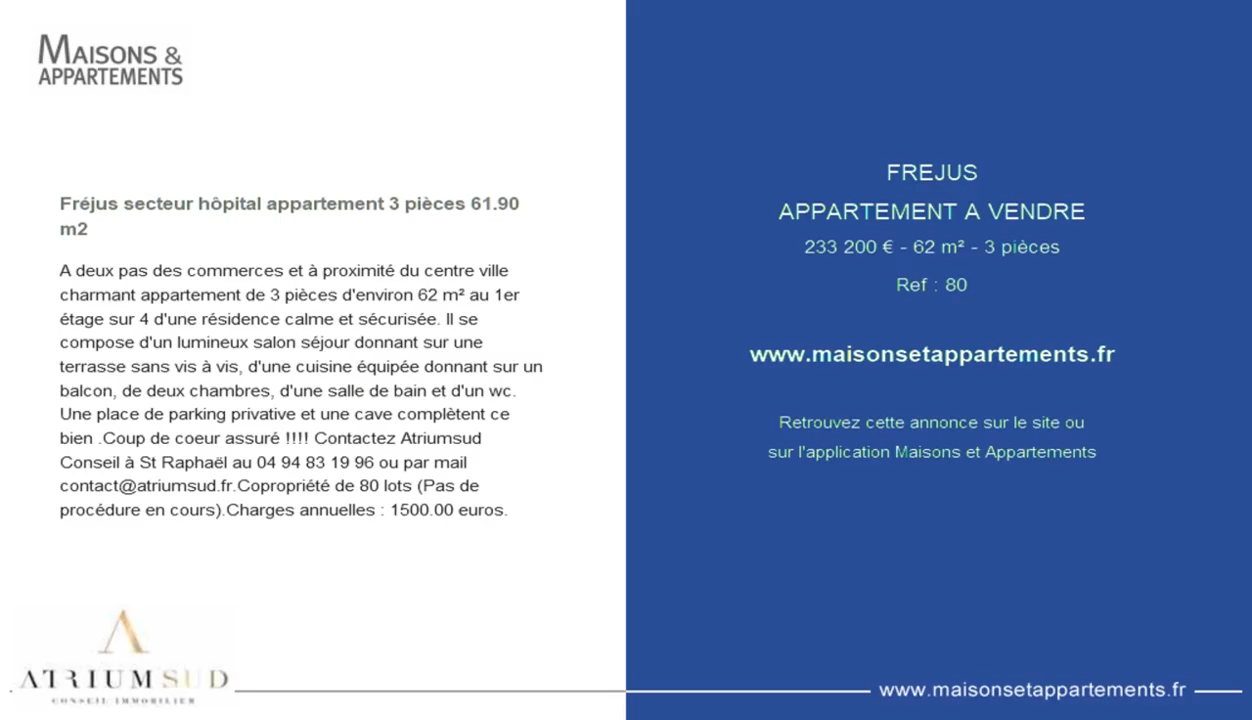 MAISONS &
APPARTEMENTS
Fréjus secteur hôpital appartement 3 pièces 61.90
m2
A deux pas des commerces et à proximité du centre ville
charmant appartement de 3 pièces d'environ 62 m² au 1er
étage sur 4 d'une résidence calme et sécurisée. Il se
compose d'un lumineux salon séjour donnant sur une
terrasse sans vis à vis, d'une cuisine équipée donnant sur un
balcon, de deux chambres, d'une salle de bain et d'un wc.
Une place de parking privative et une cave complètent ce
bien .Coup de coeur assuré !!!! Contactez Atriumsud
Conseil à St Raphaël au 04 94 83 19 96 ou par mail
contact@atriumsud.fr.Copropriété de 80 lots (Pas de
procédure en cours).Charges annuelles : 1500.00 euros.
ATRIUM SUD
CONSEIL IMMOBILIER
FREJUS
APPARTEMENT A VENDRE
233 200 € - 62 m² - 3 pièces
Ref : 80
www.maisonsetappartements.fr
Retrouvez cette annonce sur le site ou
sur l'application Maisons et Appartements
www.maisonsetappartements.fr